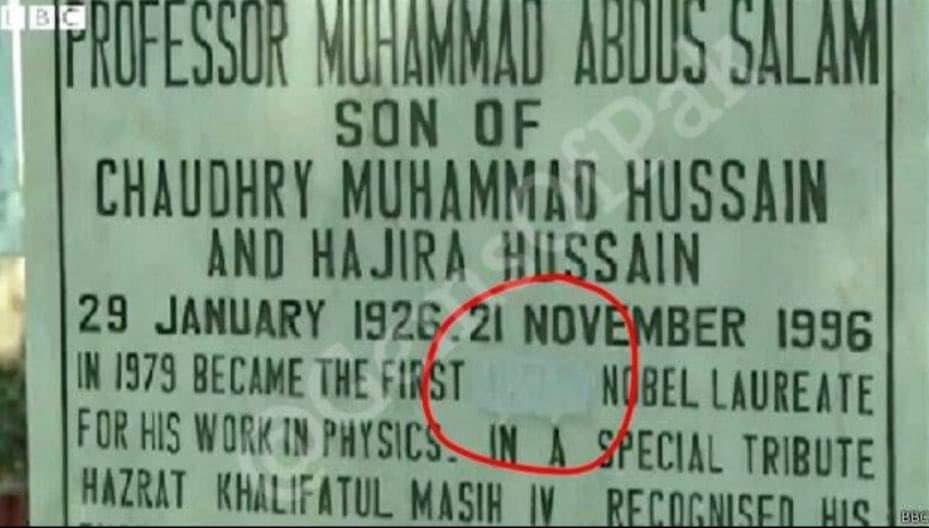 BBC
PROFESSOR MUHAMMAD ABDUS SALAM
SON OF
CHAUDHRY MUHAMMAD HUSSAIN
AND HAJIRA HUSSAIN
29 JANUARY 1926. 21 NOVEMBER 1996
IN 1979 BECAME THE FIRST NOBEL LAUREATE
FOR HIS WORK IN PHYSICS. IN A SPECIAL TRIBUTE
HAZRAT KHALIFATUL MASIH IV RECOGNISED HIS
BBC